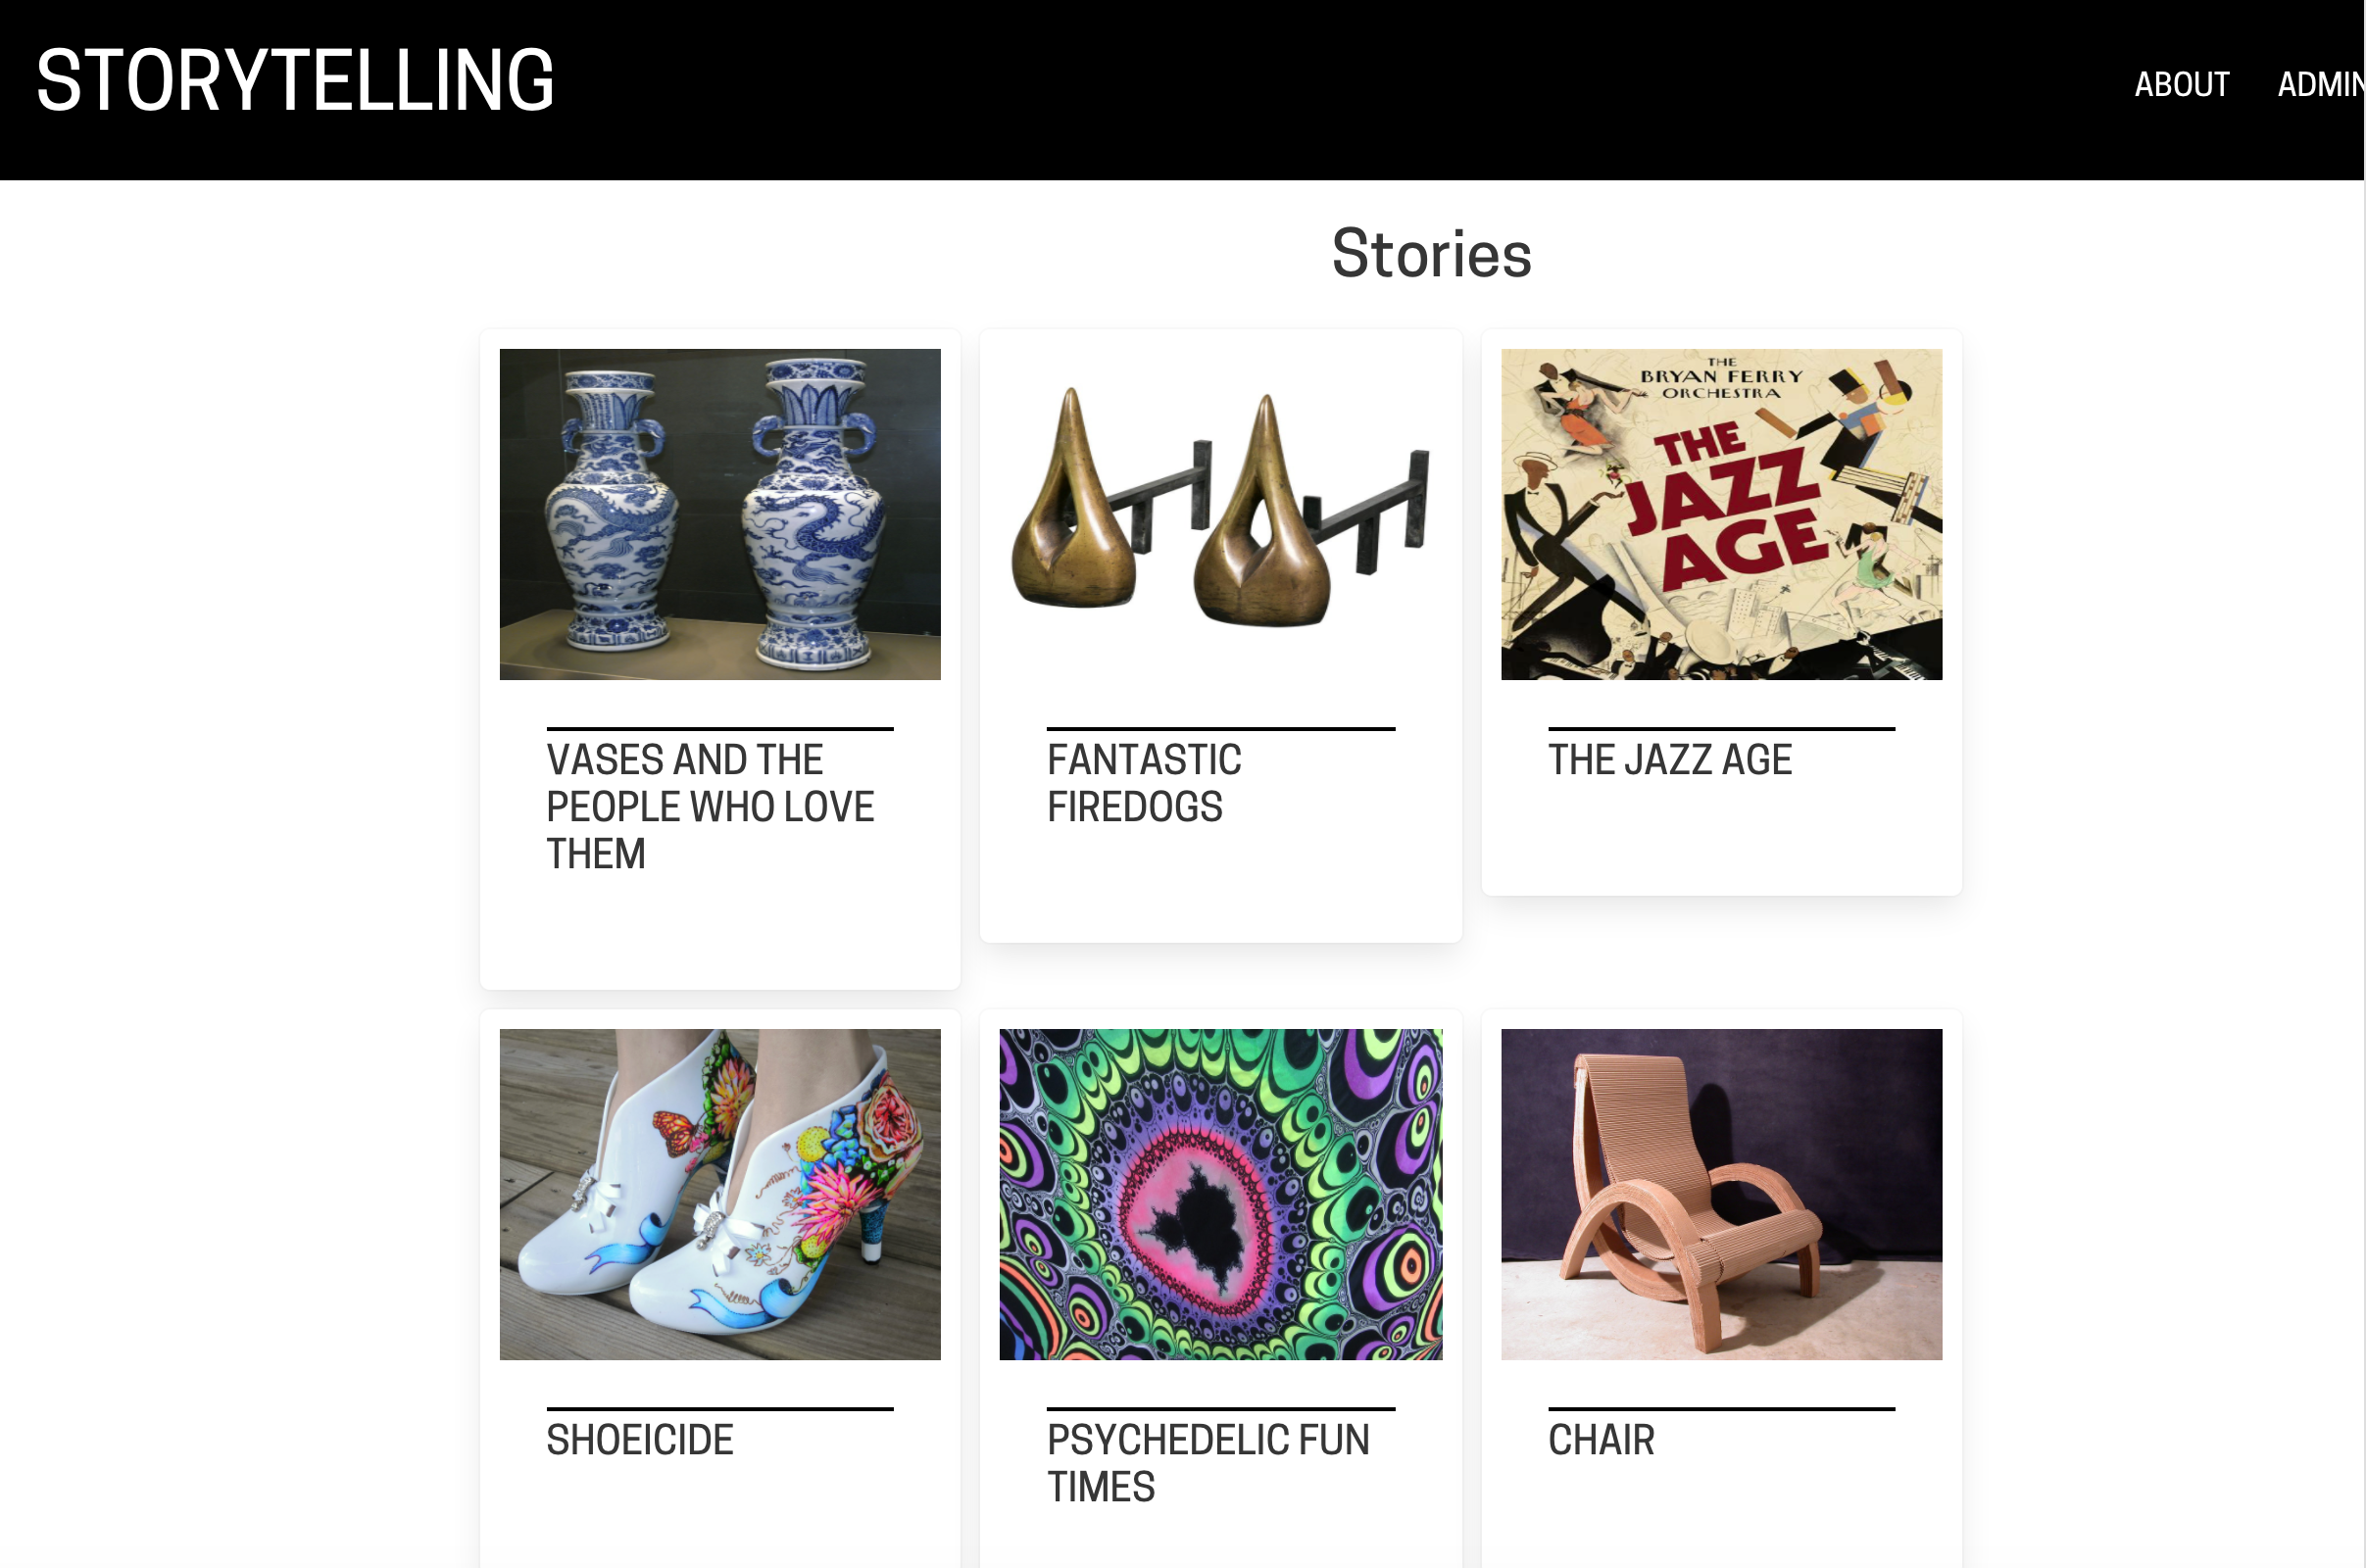 STORYTELLING
ABOUT ADMIN
Stories
THE
BRYAN FERRY
ORCHESTRA
THE
JAZZ
AGE
VASES AND THE
PEOPLE WHO LOVE
THEM
FANTASTIC
FIREDOGS
THE JAZZ AGE
SHOEICIDE
PSYCHEDELIC FUN
TIMES
CHAIR